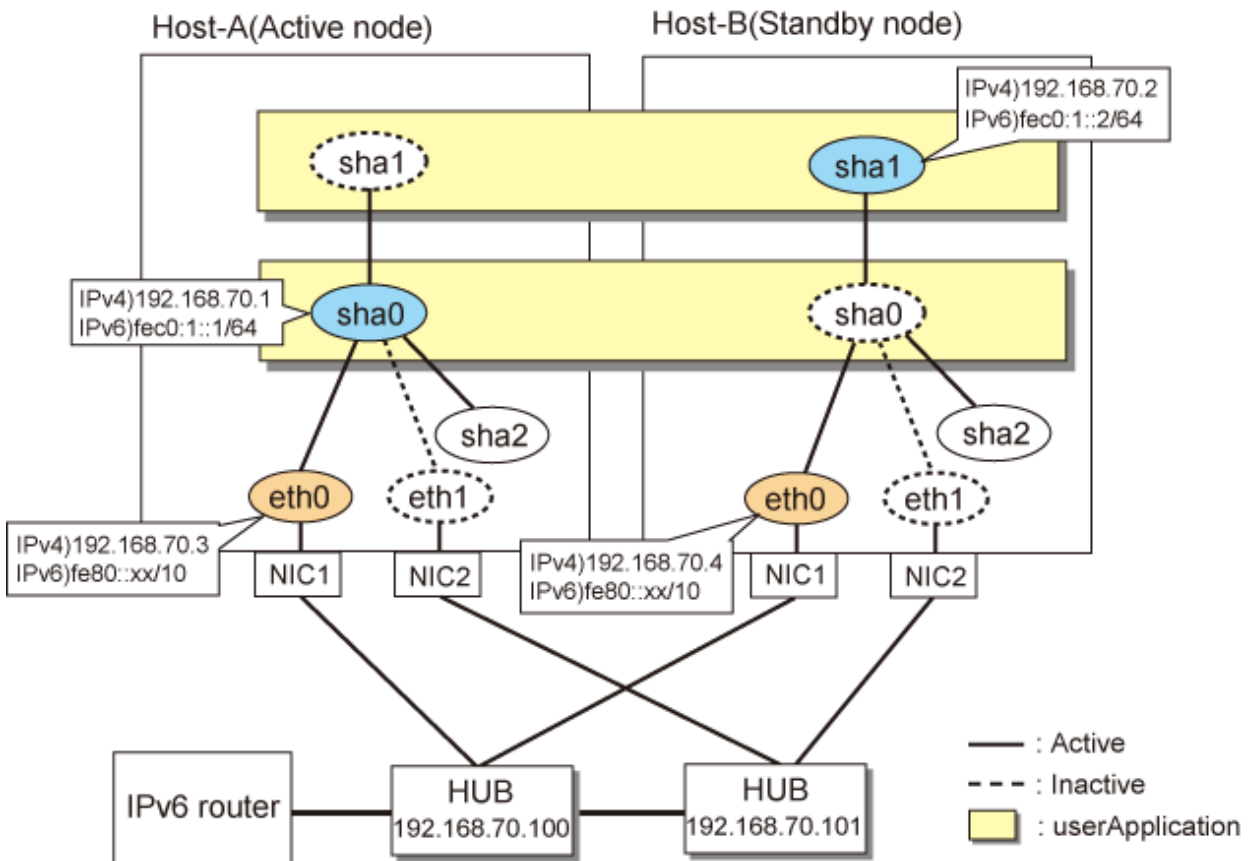 Host-A(Active node)
Host-B(Standby node)
IPv4)192.168.70.2
IPv6)fec0:1::2/64
sha1
sha1
IPv4)192.168.70.1
IPv6)fec0:1::1/64
sha0
sha0
sha2
sha2
eth0
eth1
eth0
eth1
IPv4)192.168.70.3
IPv6)fe80::xx/10
IPv4)192.168.70.4
IPv6)fe80::xx/10
NIC1
NIC2
NIC1
NIC2
IPv6 router
HUB
192.168.70.100
HUB
192.168.70.101
: Active
: Inactive
: userApplication